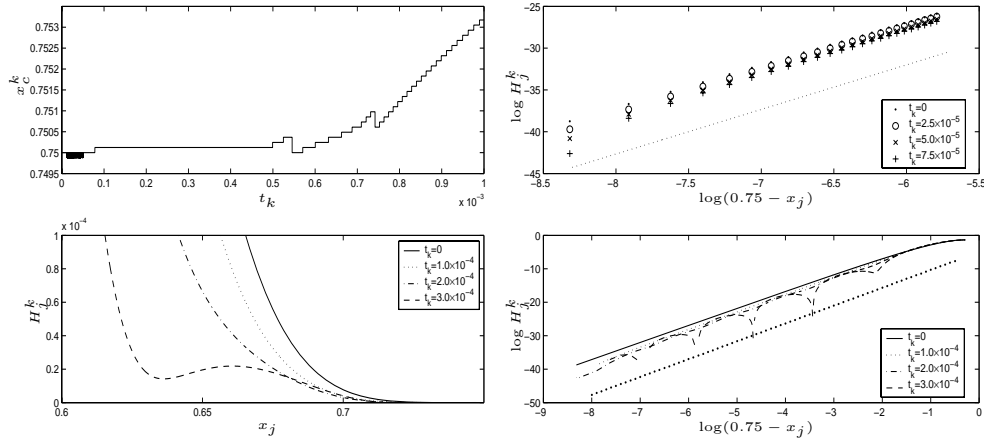 0.753
0.7525
0.752
0.7515
0.751
0.7505
0.75
0.7495
x_c^k
0 0.1 0.2 0.3 0.4 0.5 0.6 0.7 0.8 0.9 1
t_k
x 10^-3
-25
-30
-35
-40
-45
log H_j^k
t_k=0
t_k=2.5×10^-5
t_k=5.0×10^-5
t_k=7.5×10^-5
-8.5 -8 -7.5 -7 -6.5 -6 -5.5
log(0.75 − x_j)
x 10^-4
1
0.8
0.6
0.4
0.2
0
H_j^k
t_k=0
t_k=1.0×10^-4
t_k=2.0×10^-4
t_k=3.0×10^-4
0.6 0.65 0.7
x_j
0
-10
-20
-30
-40
-50
log H_j^k
t_k=0
t_k=1.0×10^-4
t_k=2.0×10^-4
t_k=3.0×10^-4
-9 -8 -7 -6 -5 -4 -3 -2 -1 0
log(0.75 − x_j)